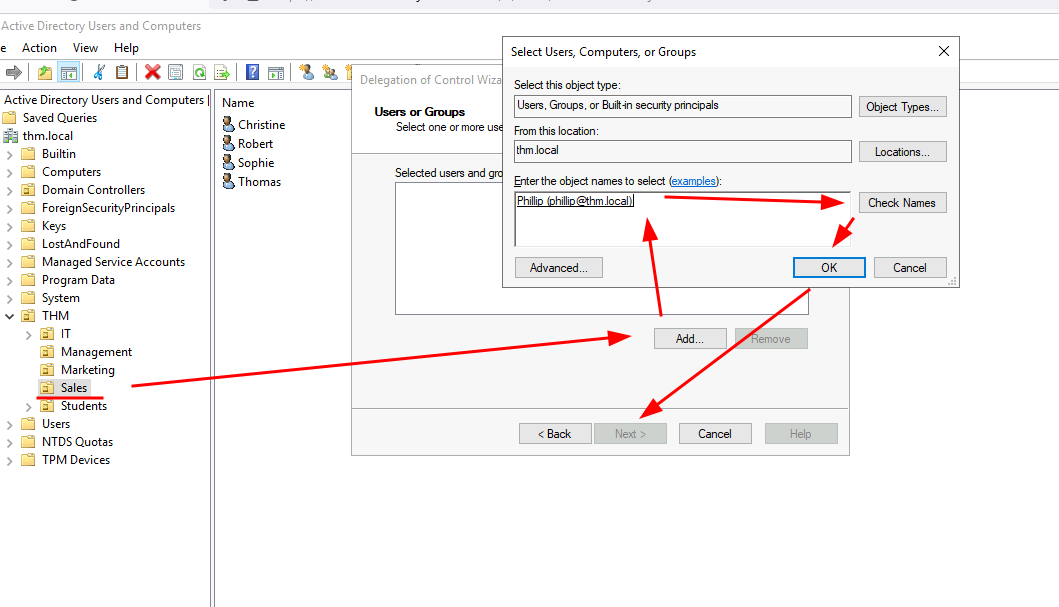 Active Directory Users and Computers
e Action View Help
Active Directory Users and Computers
Saved Queries
thm.local
Builtin
Computers
Domain Controllers
ForeignSecurityPrincipals
Keys
LostAndFound
Managed Service Accounts
Program Data
System
THM
IT
Management
Marketing
Sales
Students
Users
NTDS Quotas
TPM Devices
Name
Christine
Robert
Sophie
Thomas
Delegation of Control Wiza
Users or Groups
Select one or more use
Selected users and gro
Add... Remove
< Back Next > Cancel Help
Select Users, Computers, or Groups
Select this object type:
Users, Groups, or Built-in security principals
Object Types...
From this location:
thm.local
Locations...
Enter the object names to select (examples):
Phillip (phillip@thm.local)
Check Names
Advanced... OK Cancel